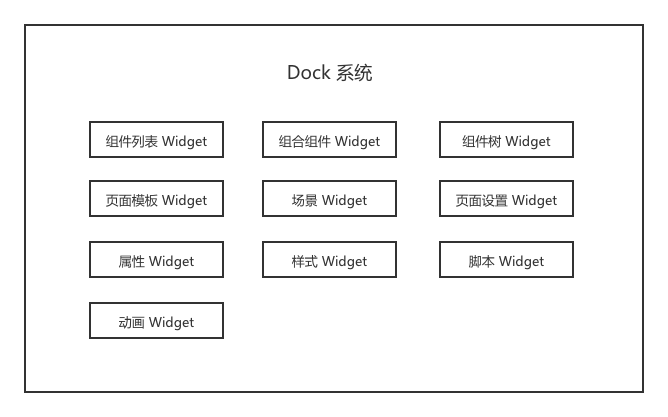 Dock 系统
组件列表 Widget
组合组件 Widget
组件树 Widget
页面模板 Widget
场景 Widget
页面设置 Widget
属性 Widget
样式 Widget
脚本 Widget
动画 Widget